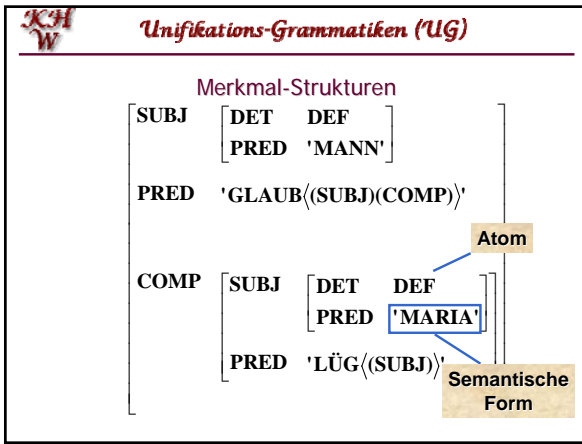 KH
W
Unifikations-Grammatiken (UG)
Merkmal-Strukturen
SUBJ DET DEF
PRED 'MANN'
PRED 'GLAUB⟨(SUBJ)(COMP)⟩'
Atom
COMP SUBJ DET DEF
PRED 'MARIA'
PRED 'LÜG⟨(SUBJ)⟩'
Semantische
Form